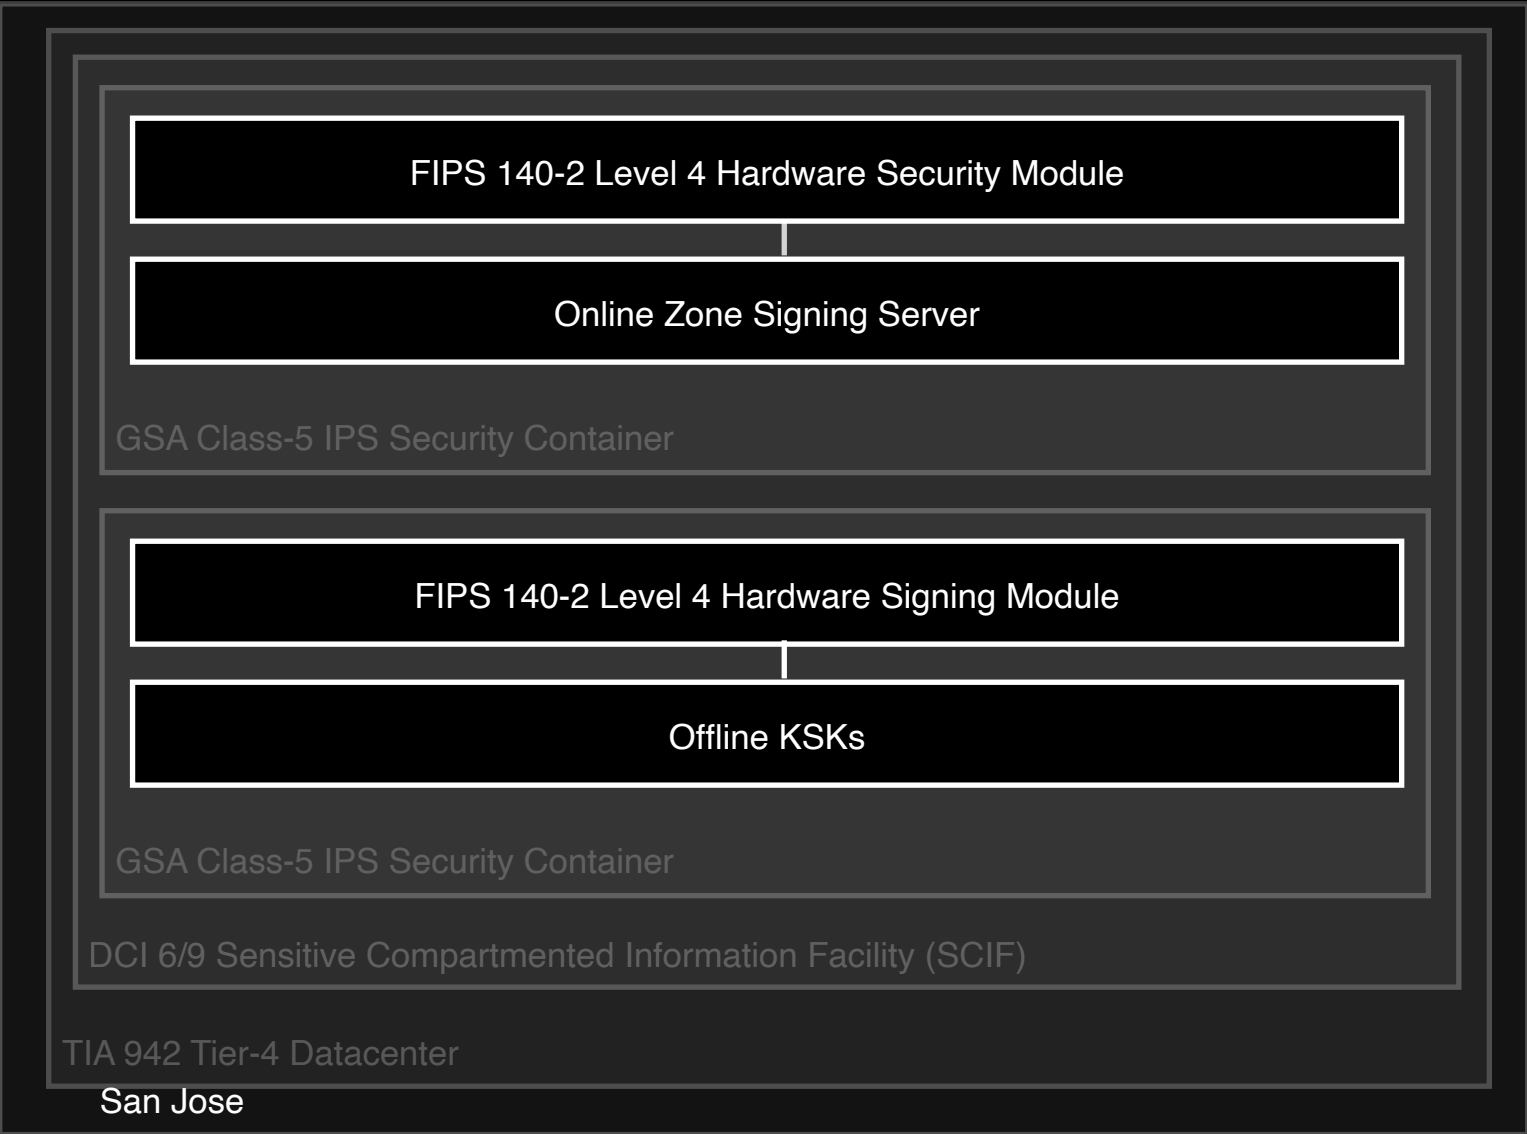 FIPS 140-2 Level 4 Hardware Security Module
Online Zone Signing Server
GSA Class-5 IPS Security Container
FIPS 140-2 Level 4 Hardware Signing Module
Offline KSKs
GSA Class-5 IPS Security Container
DCI 6/9 Sensitive Compartmented Information Facility (SCIF)
TIA 942 Tier-4 Datacenter
San Jose